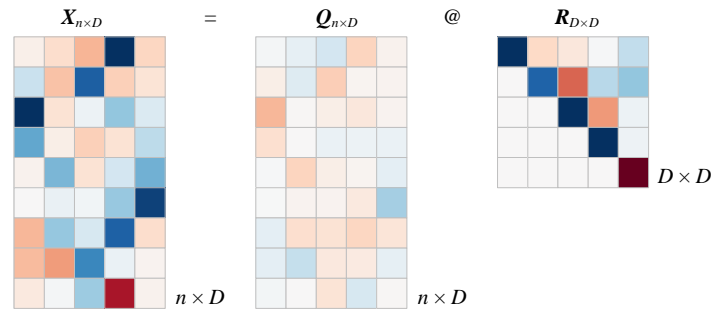 X_{n×D} = Q_{n×D} @ R_{D×D}
D × D
n × D n × D